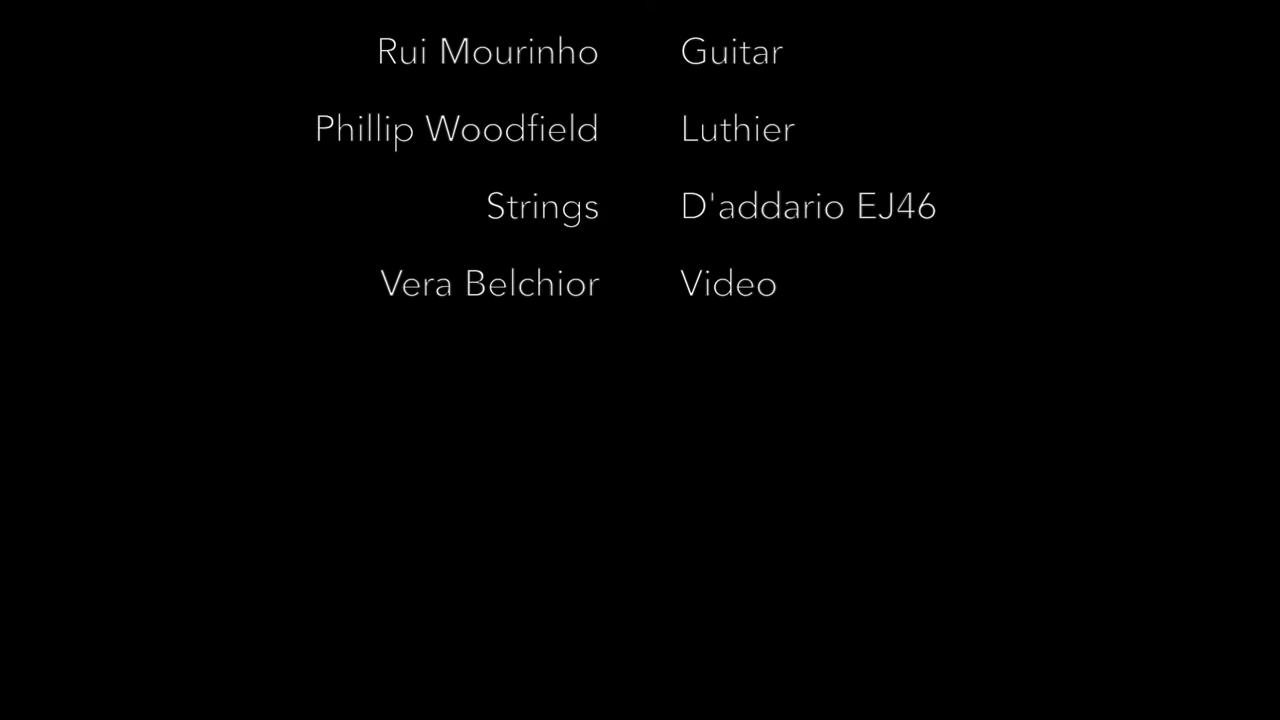 Rui Mourinho Guitar
Phillip Woodfield Luthier
Strings D'addario EJ46
Vera Belchior Video